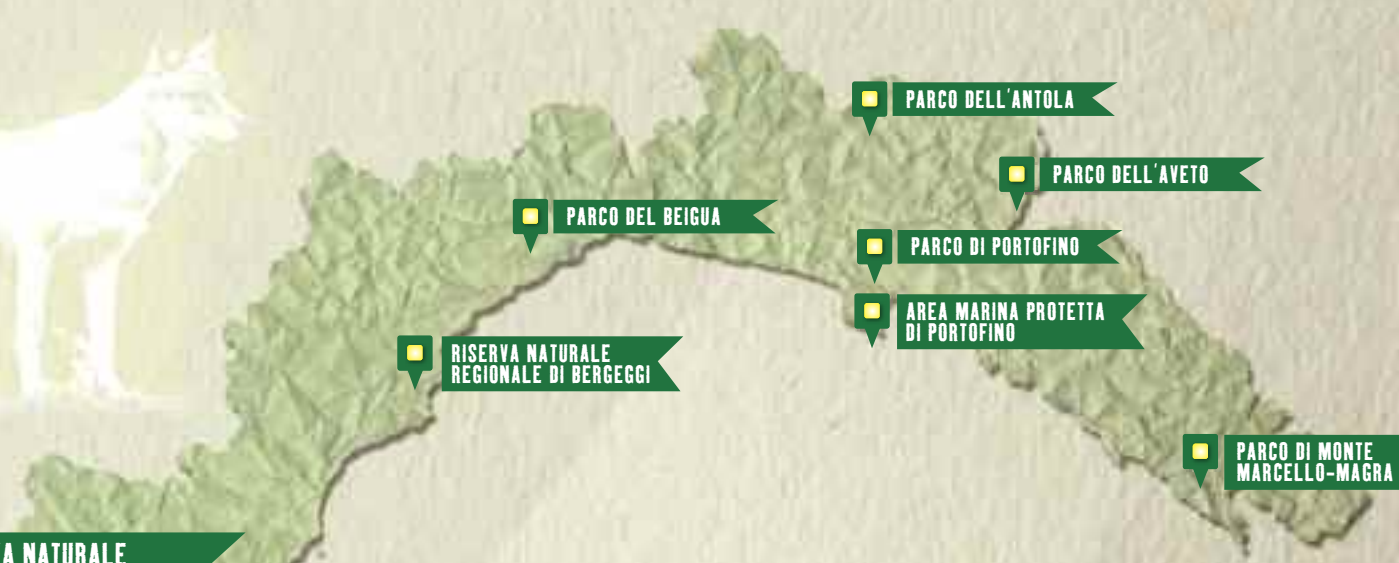 PARCO DELL'ANTOLA
PARCO DELL'AVETO
PARCO DEL BEIGUA
PARCO DI PORTOFINO
AREA MARINA PROTETTA
DI PORTOFINO
RISERVA NATURALE
REGIONALE DI BERGEGGI
PARCO DI MONTE
MARCELLO-MAGRA
A NATURALE